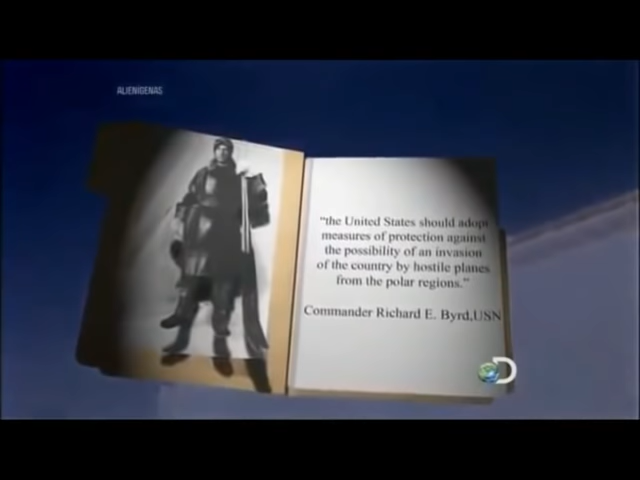 ALIENÍGENAS
"the United States should adopt
measures of protection against
the possibility of an invasion
of the country by hostile planes
from the polar regions."
Commander Richard E. Byrd,USN
D